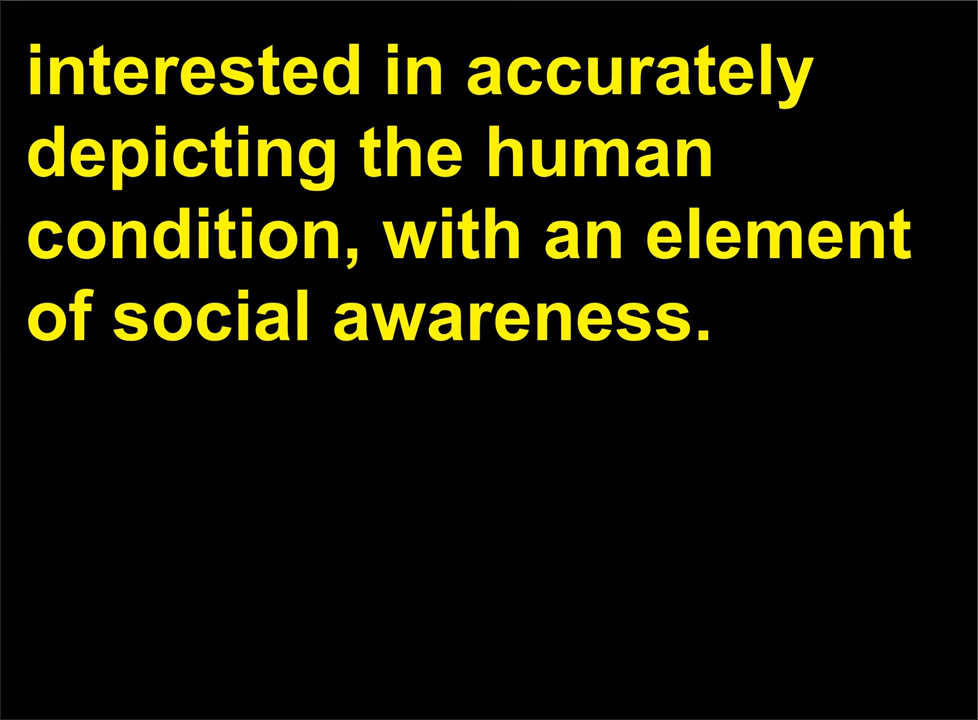 interested in accurately
depicting the human
condition, with an element
of social awareness.